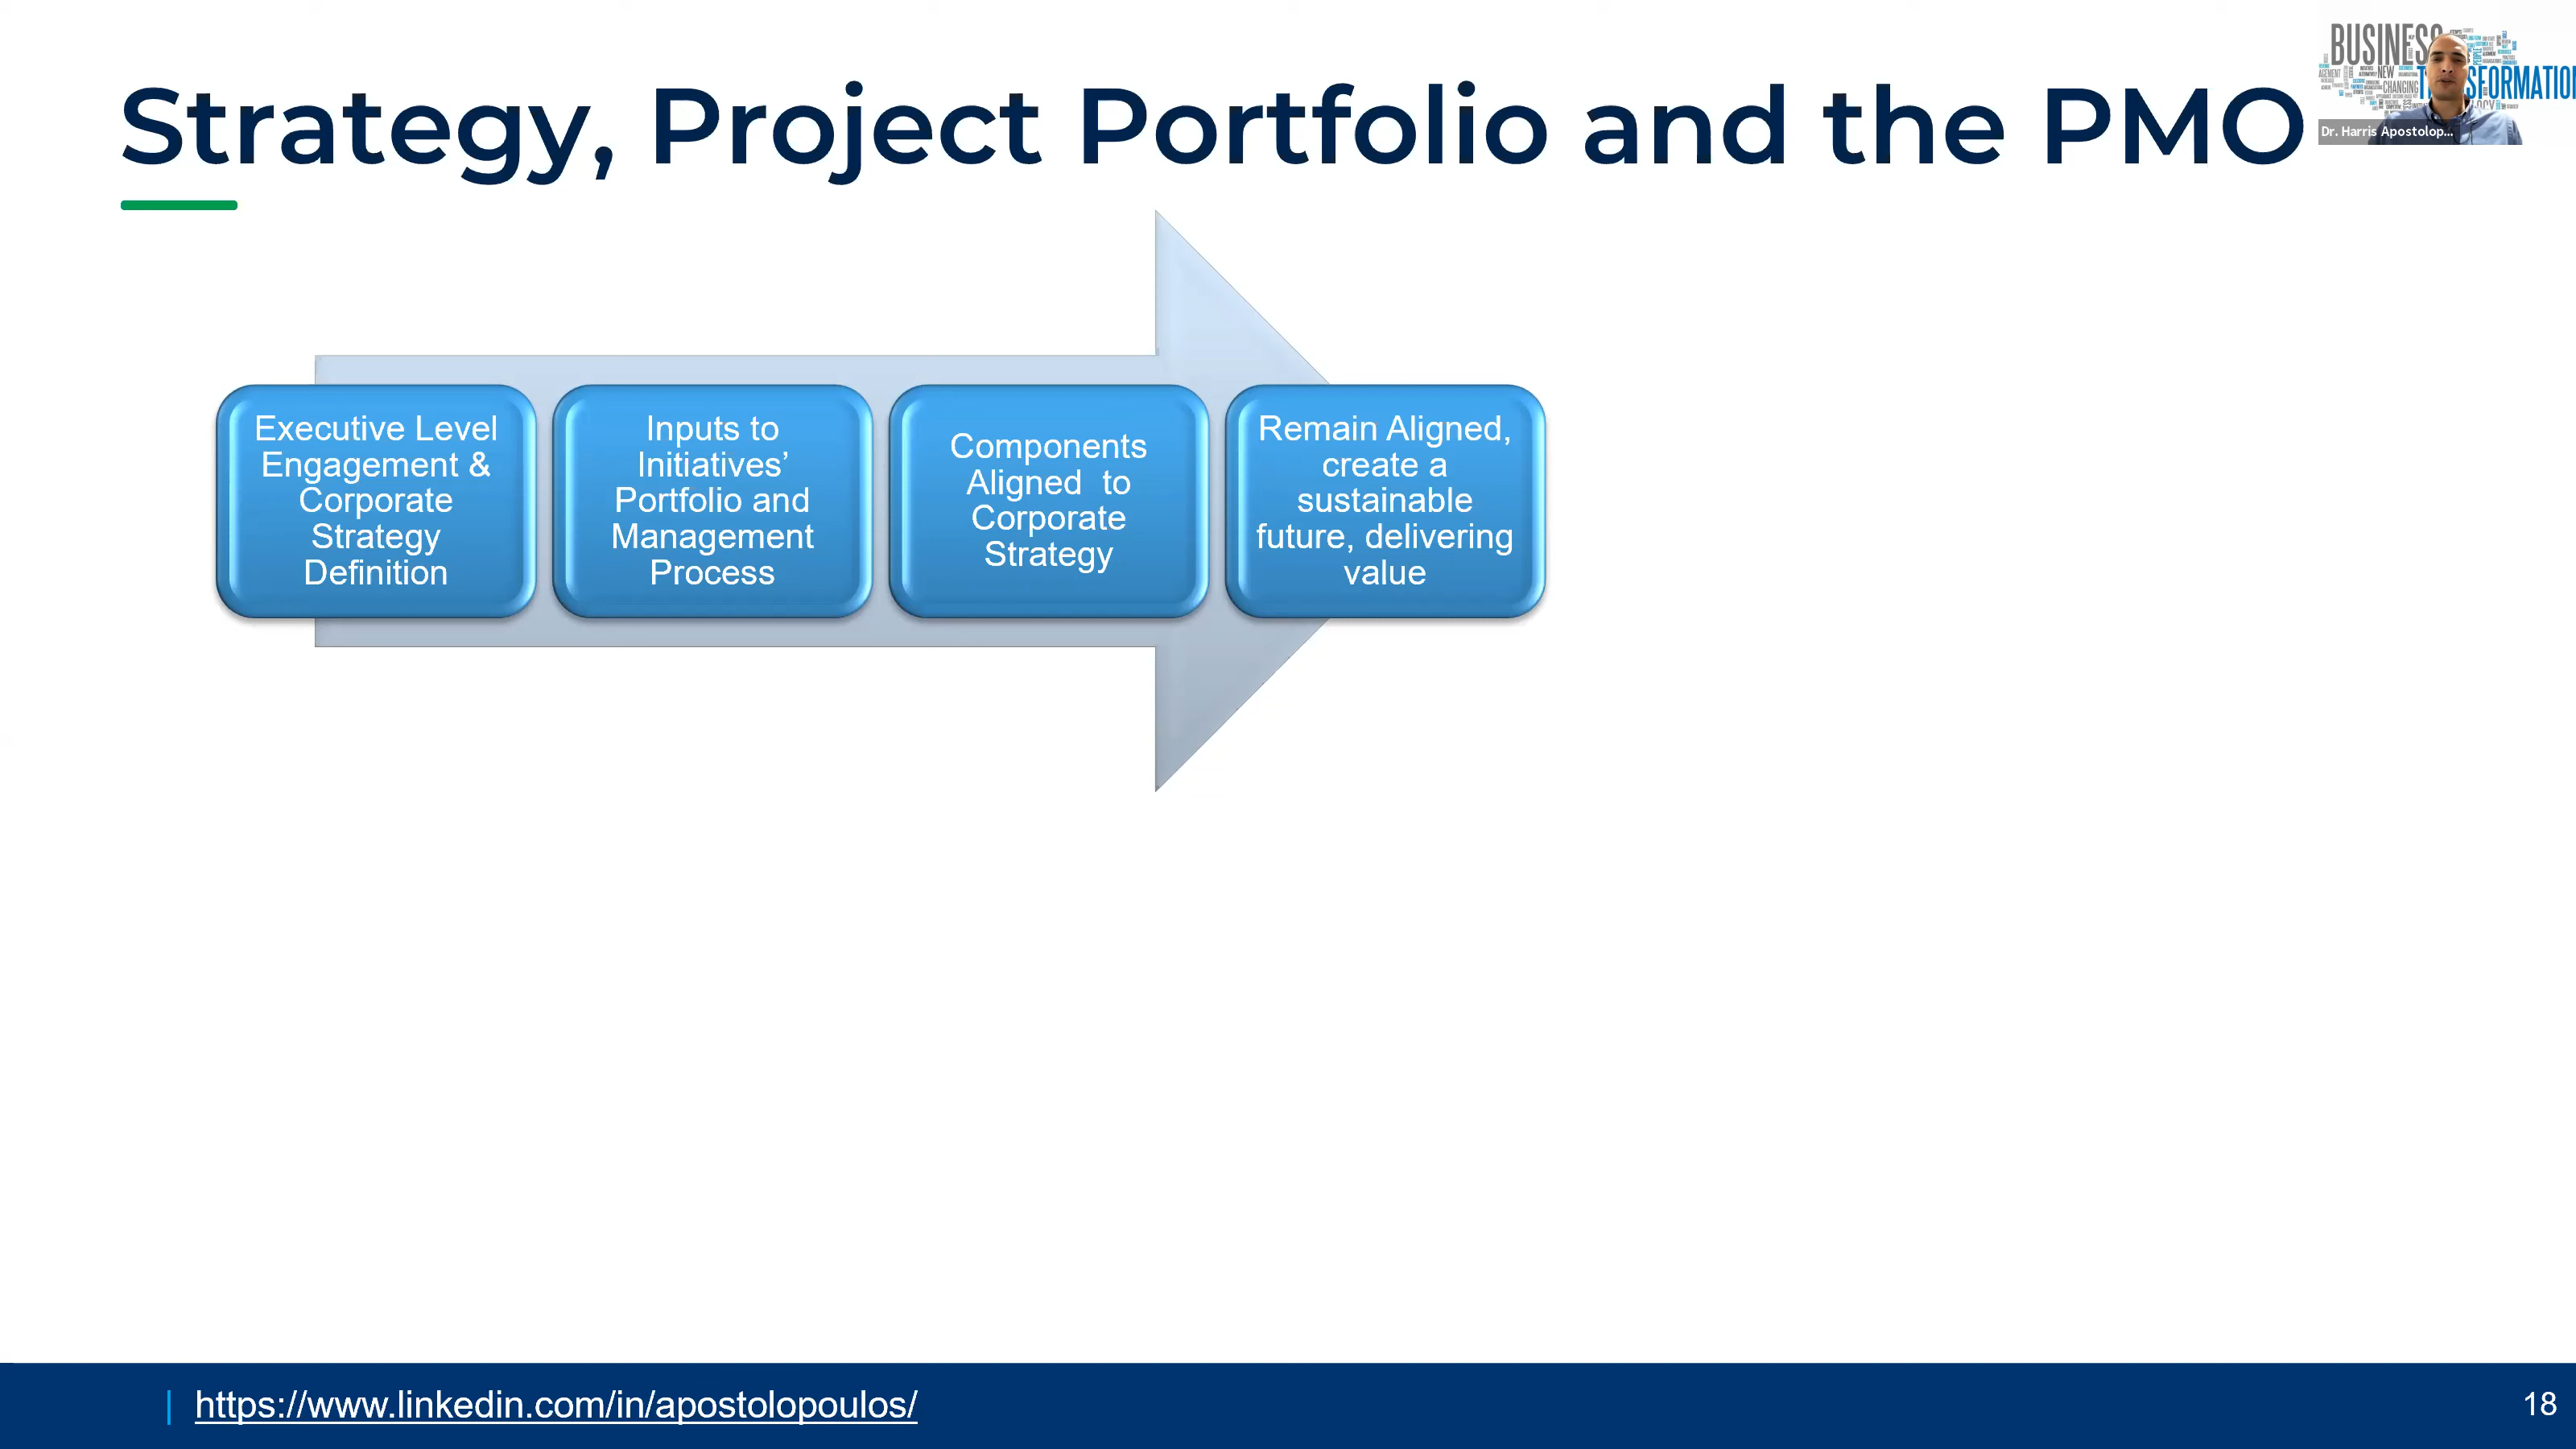 BUSINESS
NEW
CHANGING
Dr. Harris Apostolop...
Strategy, Project Portfolio and the PMO
Executive Level
Engagement &
Corporate
Strategy
Definition
Inputs to
Initiatives’
Portfolio and
Management
Process
Components
Aligned  to
Corporate
Strategy
Remain Aligned,
create a
sustainable
future, delivering
value
| https://www.linkedin.com/in/apostolopoulos/
18